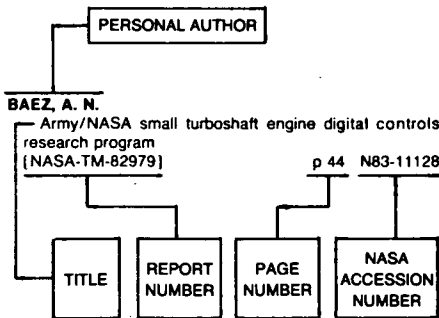 PERSONAL AUTHOR
BAEZ, A. N.
Army/NASA small turboshaft engine digital controls
research program
[NASA-TM-82979] p 44 N83-11128
TITLE
REPORT
NUMBER
PAGE
NUMBER
NASA
ACCESSION
NUMBER